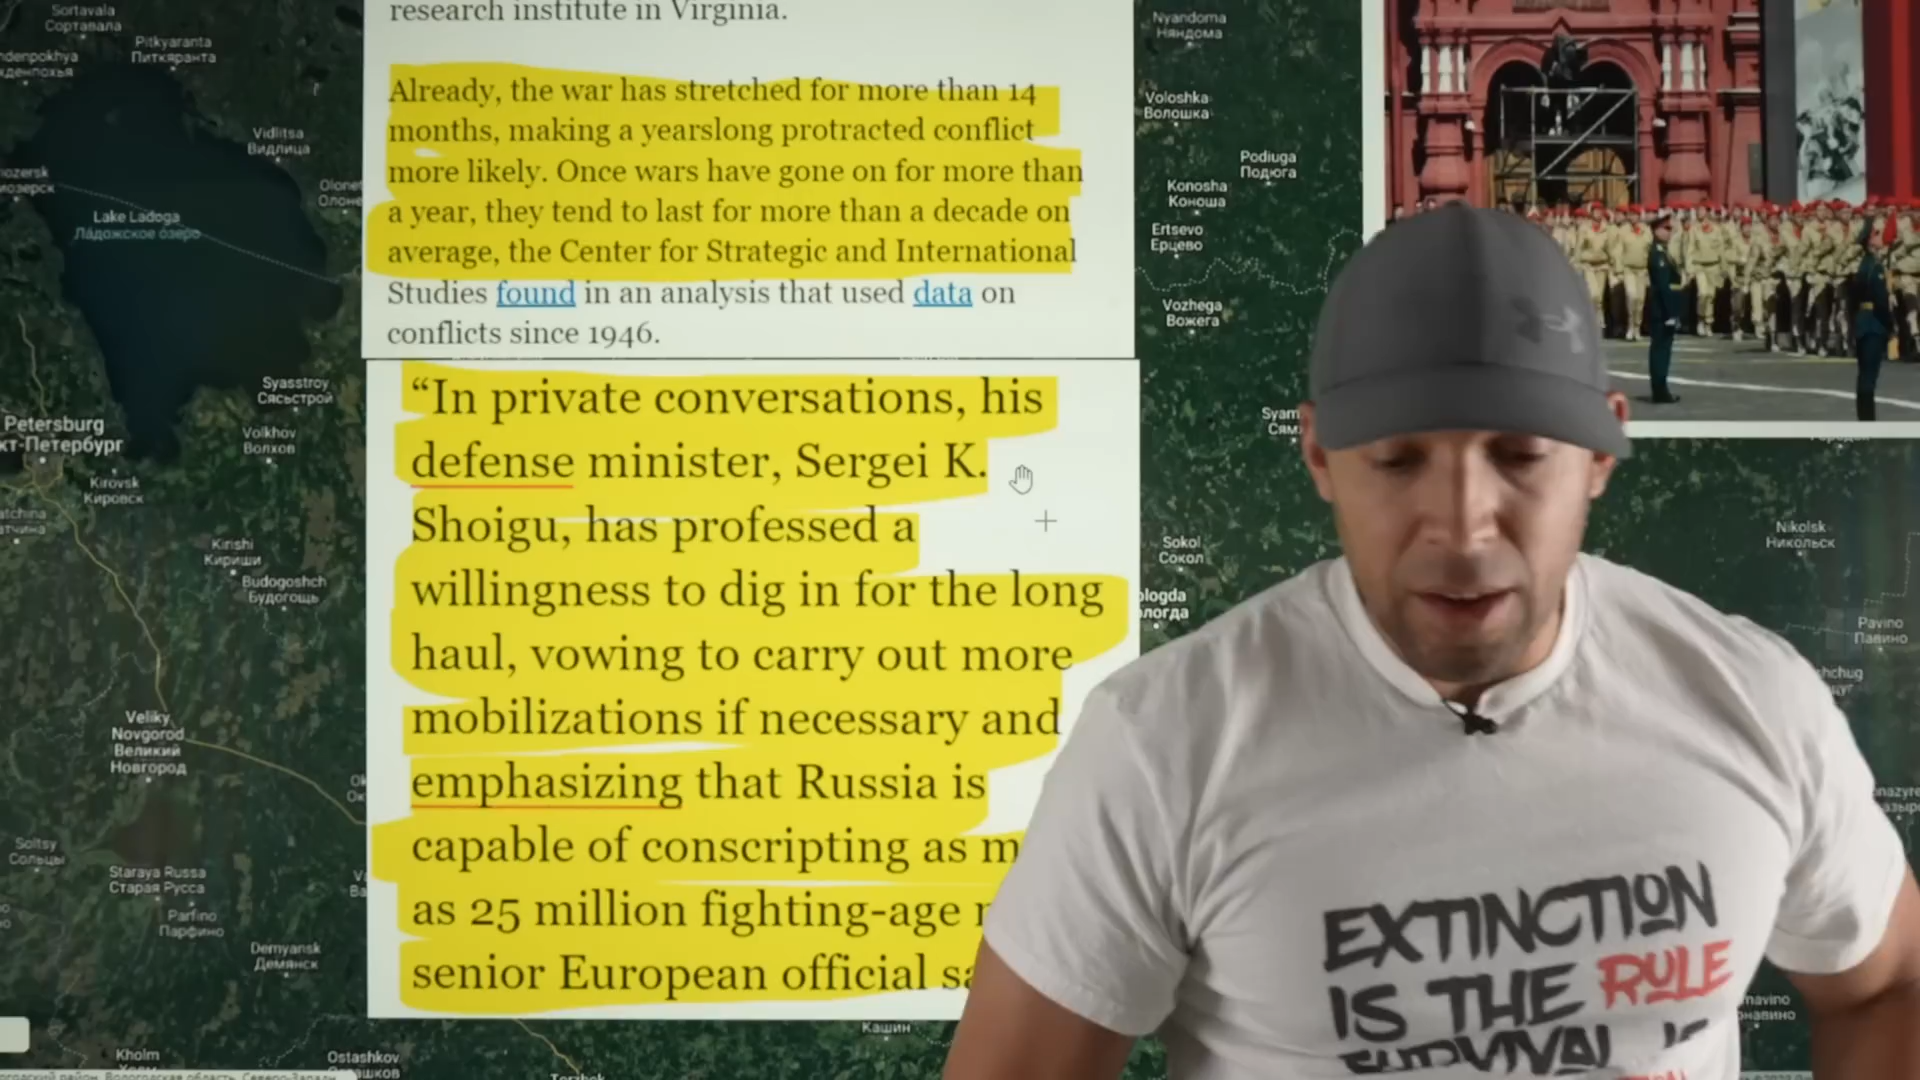 research institute in Virginia.
Already, the war has stretched for more than 14
months, making a yearslong protracted conflict
more likely. Once wars have gone on for more than
a year, they tend to last for more than a decade on
average, the Center for Strategic and International
Studies found in an analysis that used data on
conflicts since 1946.
“In private conversations, his
defense minister, Sergei K.
Shoigu, has professed a
willingness to dig in for the long
haul, vowing to carry out more
mobilizations if necessary and
emphasizing that Russia is
capable of conscripting as
as 25 million fighting-age
senior European official
Sortavala
Сортавала
Pitkyaranta
Питкяранта
Vidlitsa
Видлица
Lake Ladoga
Ладожское озеро
Syasstroy
Сясьстрой
Petersburg
Volkhov
Волхов
Kirovsk
Кировск
Kirishi
Кириши
Budogoshch
Будогощь
Veliky
Novgorod
Великий
Новгород
Soltsy
Сольцы
Staraya Russa
Старая Русса
Parfino
Парфино
Demyansk
Демянск
Kholm
Ostashkov
Кашин
Nyandoma
Няндома
Voloshka
Волошка
Podiuga
Подюга
Konosha
Коноша
Ertsevo
Ерцево
Vozhega
Вожега
Sokol
Сокол
Nikolsk
Никольск
Pavino
Павино
EXTINCTION
IS THE RULE
SURVIVAL IS